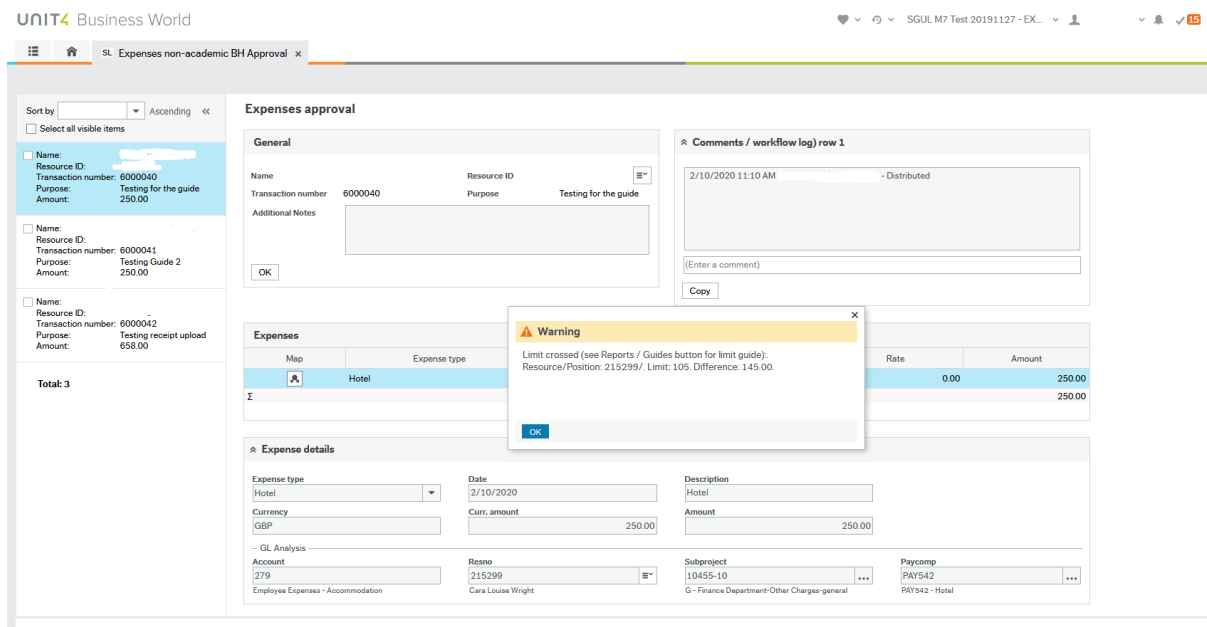 UNIT4 Business World
SGUL M7 Test 20191127 - EX...
15
SL Expenses non-academic BH Approval ×
Sort by
Ascending
Select all visible items
Name:
Resource ID:
Transaction number: 6000040
Purpose: Testing for the guide
Amount: 250.00
Name:
Resource ID:
Transaction number: 6000041
Purpose: Testing Guide 2
Amount: 250.00
Name:
Resource ID:
Transaction number: 6000042
Purpose: Testing receipt upload
Amount: 658.00
Total: 3
Expenses approval
General
Name Resource ID
Transaction number 6000040 Purpose Testing for the guide
Additional Notes
OK
Comments / workflow log) row 1
2/10/2020 11:10 AM - Distributed
(Enter a comment)
Copy
Expenses
Map Expense type Rate Amount
Hotel 0.00 250.00
Σ 250.00
Warning
Limit crossed (see Reports / Guides button for limit guide):.
Resource/Position: 215299/. Limit: 105. Difference: 145.00.
OK
Expense details
Expense type Date Description
Hotel 2/10/2020 Hotel
Currency Curr. amount Amount
GBP 250.00 250.00
GL Analysis
Account Resno Subproject Paycomp
279 215299 10455-10 ... PAY542 ...
Employee Expenses - Accommodation Cara Louise Wright G - Finance Department-Other Charges-general PAY542 - Hotel